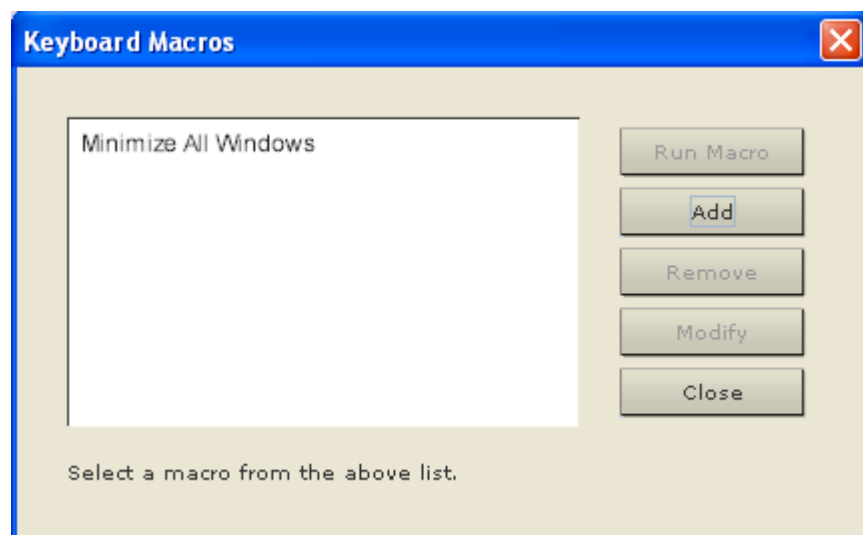 Keyboard Macros
Minimize All Windows
Run Macro
Add
Remove
Modify
Close
Select a macro from the above list.